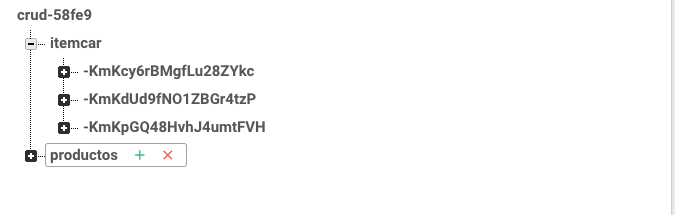 crud-58fe9
itemcar
-KmKcy6rBMgfLu28ZYkc
-KmKdUd9fNO1ZBGr4tzP
-KmKpGQ48HvhJ4umtFVH
productos